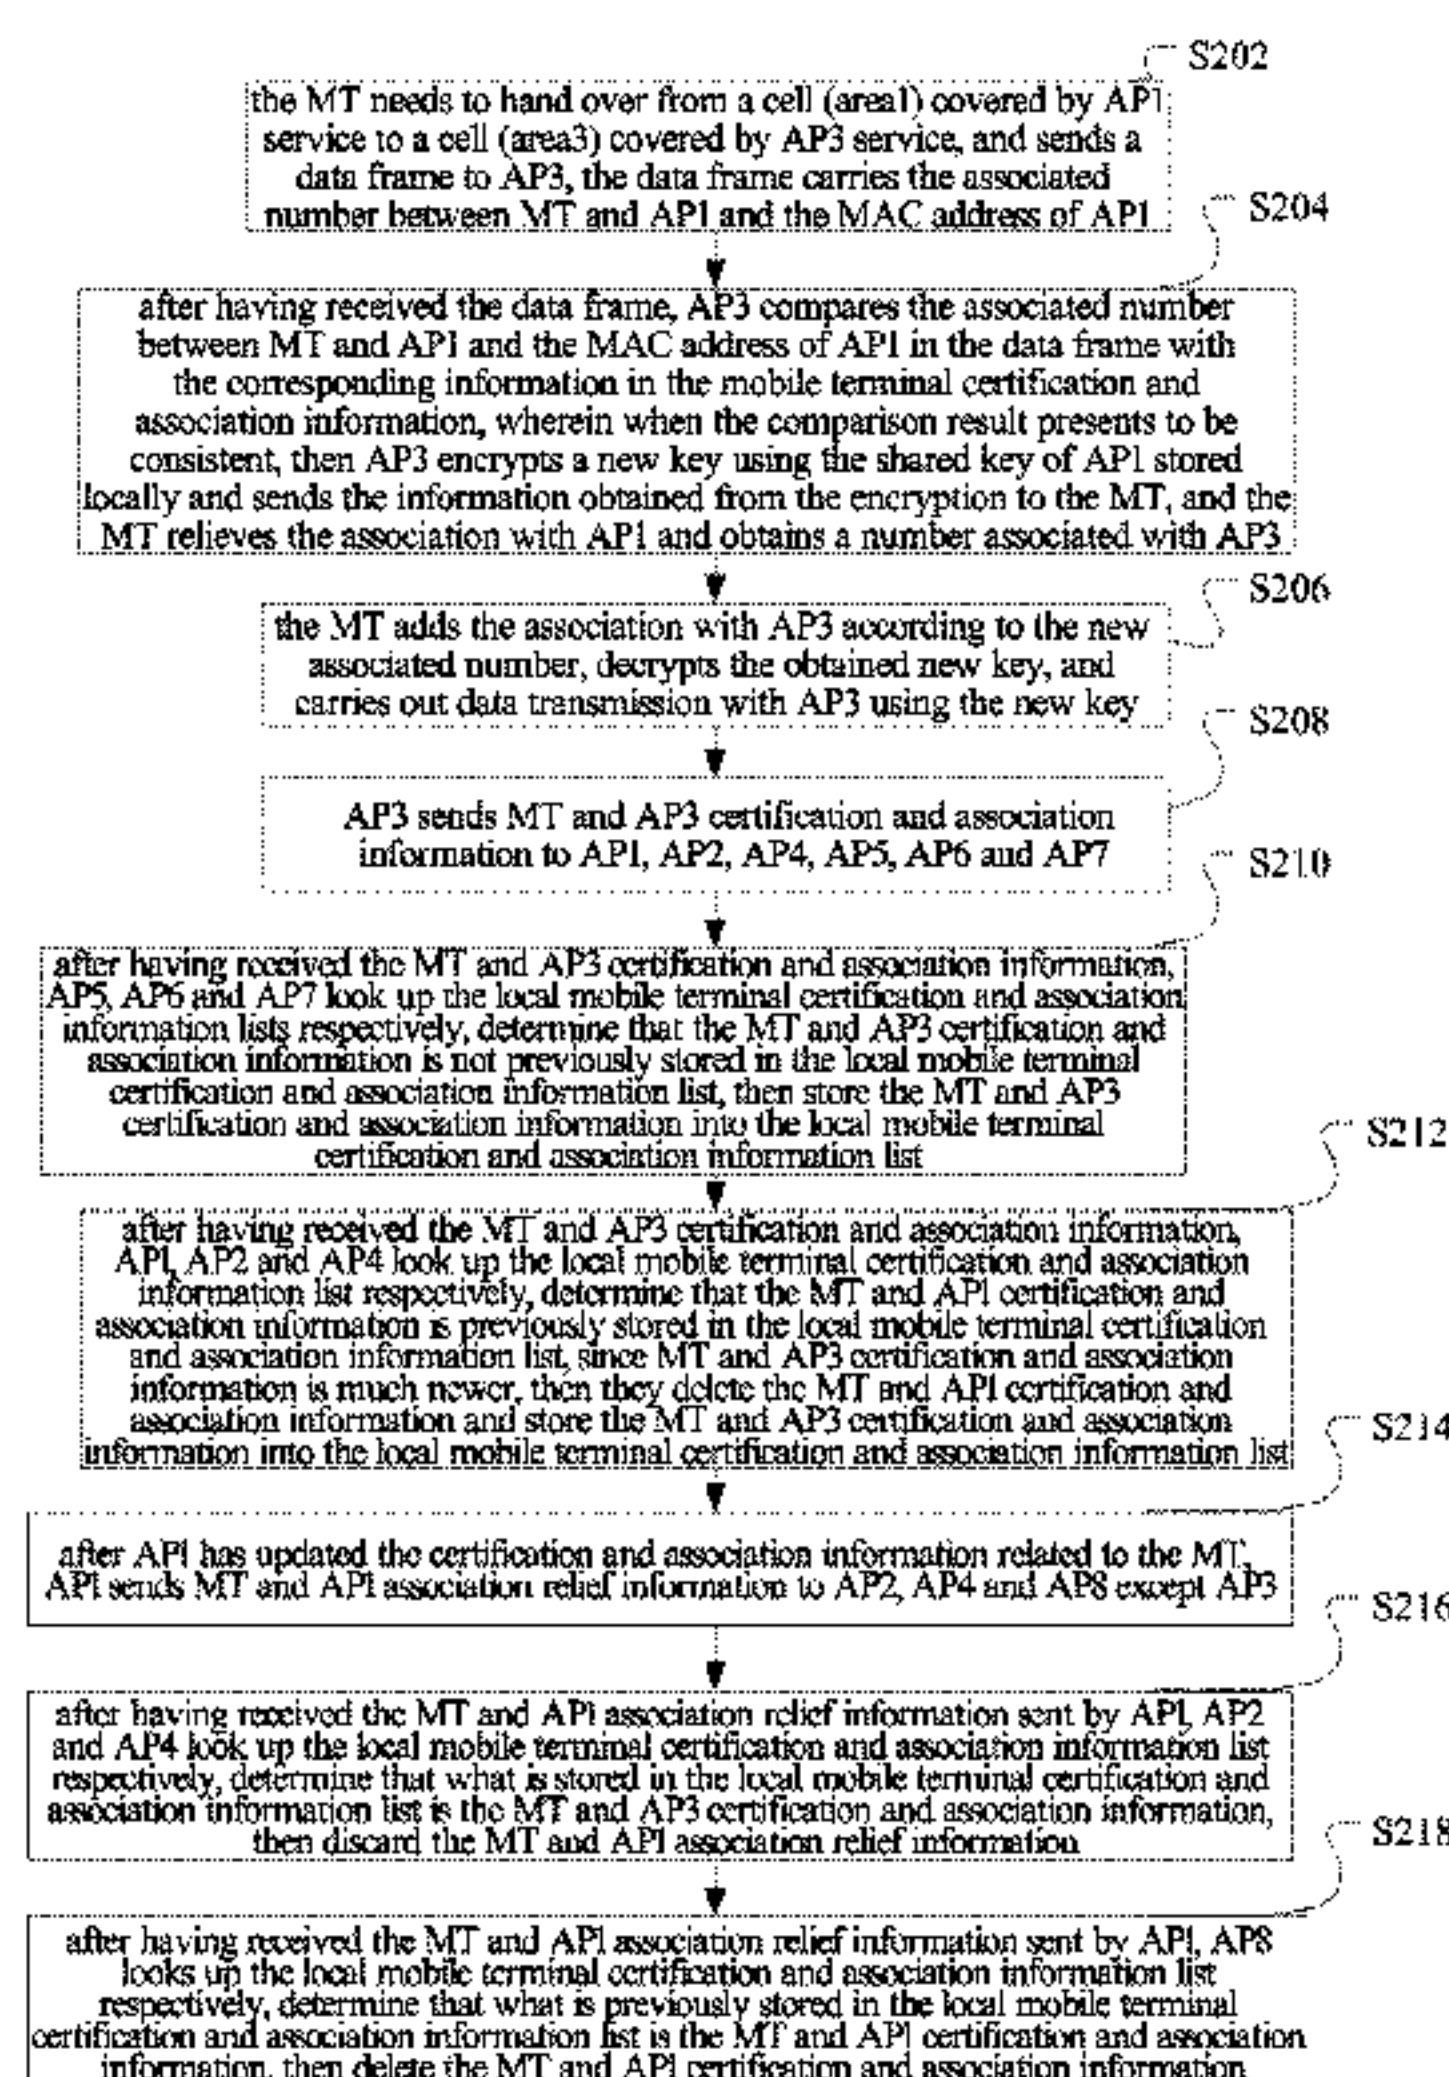 S202
the MT needs to hand over from a cell (area1) covered by AP1
service to a cell (area3) covered by AP3 service, and sends a
data frame to AP3, the data frame carries the associated
number between MT and AP1 and the MAC address of AP1
S204
after having received the data frame, AP3 compares the associated number
between MT and AP1 and the MAC address of AP1 in the data frame with
the corresponding information in the mobile terminal certification and
association information, wherein when the comparison result presents to be
consistent, then AP3 encrypts a new key using the shared key of AP1 stored
locally and sends the information obtained from the encryption to the MT, and the
MT relieves the association with AP1 and obtains a number associated with AP3
S206
the MT adds the association with AP3 according to the new
associated number, decrypts the obtained new key, and
carries out data transmission with AP3 using the new key
S208
AP3 sends MT and AP3 certification and association
information to AP1, AP2, AP4, AP5, AP6 and AP7
S210
after having received the MT and AP3 certification and association information,
AP5, AP6 and AP7 look up the local mobile terminal certification and association
information lists respectively, determine that the MT and AP3 certification and
association information is not previously stored in the local mobile terminal
certification and association information list, then store the MT and AP3
certification and association information into the local mobile terminal
certification and association information list
S212
after having received the MT and AP3 certification and association information,
AP1, AP2 and AP4 look up the local mobile terminal certification and association
information list respectively, determine that the MT and AP1 certification and
association information is previously stored in the local mobile terminal certification
and association information list, since MT and AP3 certification and association
information is much newer, then they delete the MT and AP1 certification and
association information and store the MT and AP3 certification and association
information into the local mobile terminal certification and association information list
S214
after AP1 has updated the certification and association information related to the MT,
AP1 sends MT and AP1 association relief information to AP2, AP4 and AP8 except AP3
S216
after having received the MT and AP1 association relief information sent by AP1, AP2
and AP4 look up the local mobile terminal certification and association information list
respectively, determine that what is stored in the local mobile terminal certification and
association information list is the MT and AP3 certification and association information,
then discard the MT and AP1 association relief information
S218
after having received the MT and AP1 association relief information sent by AP1, AP8
looks up the local mobile terminal certification and association information list
respectively, determine that what is previously stored in the local mobile terminal
certification and association information list is the MT and AP1 certification and association
information, then delete the MT and AP1 certification and association information